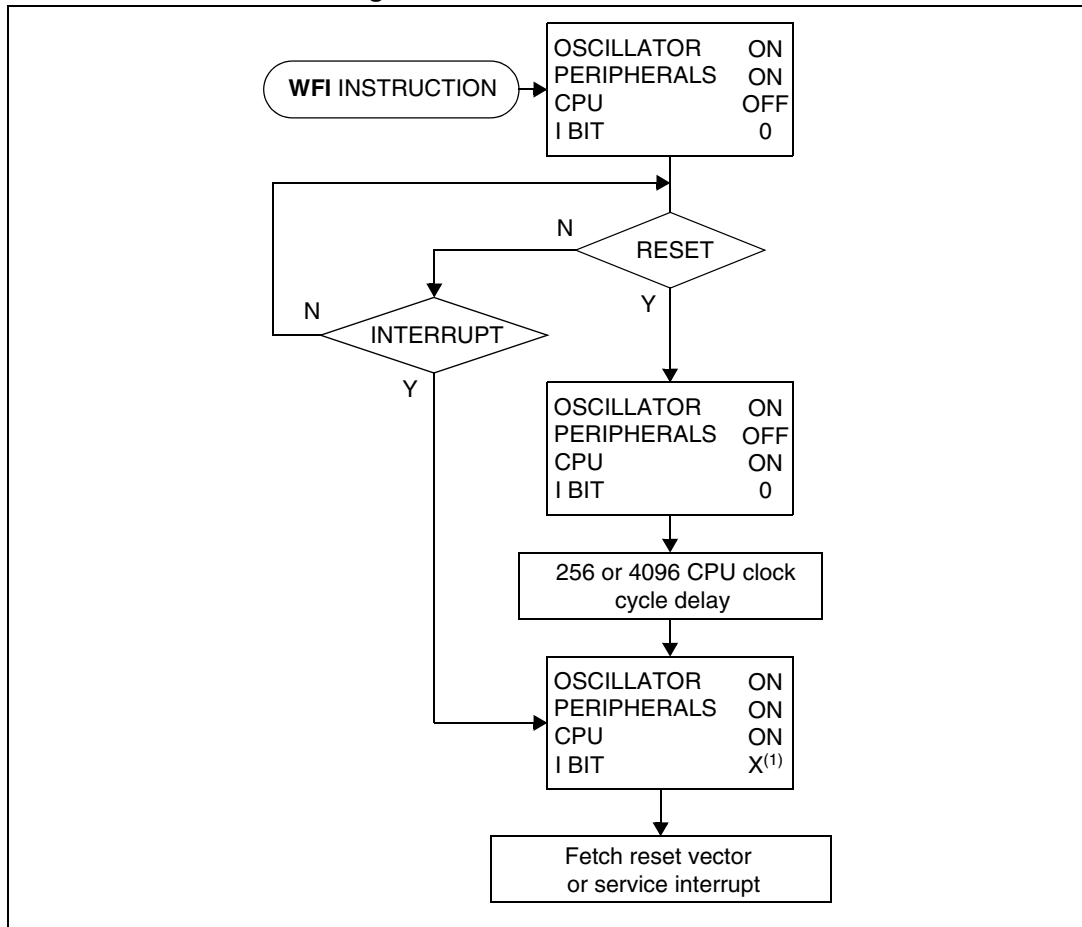 OSCILLATOR ON
PERIPHERALS ON
CPU OFF
I BIT 0
WFI INSTRUCTION
N
RESET
Y
N
INTERRUPT
Y
OSCILLATOR ON
PERIPHERALS OFF
CPU ON
I BIT 0
256 or 4096 CPU clock
cycle delay
OSCILLATOR ON
PERIPHERALS ON
CPU ON
I BIT X(1)
Fetch reset vector
or service interrupt